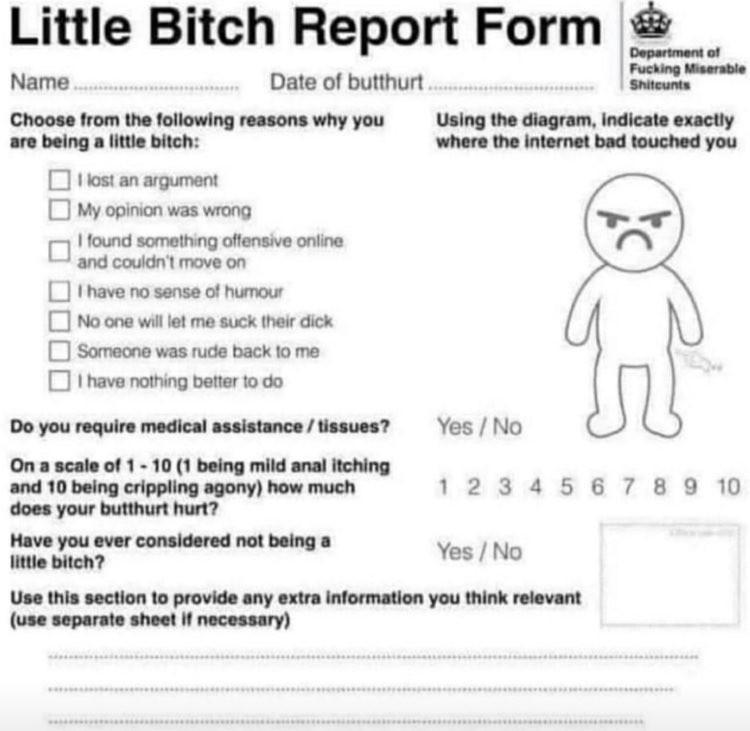 Little Bitch Report Form
Department of
Fucking Miserable
Shitcunts
Name
Date of butthurt
Choose from the following reasons why you
are being a little bitch:
I lost an argument
My opinion was wrong
I found something offensive online
and couldn't move on
I have no sense of humour
No one will let me suck their dick
Someone was rude back to me
I have nothing better to do
Using the diagram, indicate exactly
where the internet bad touched you
Do you require medical assistance / tissues?
Yes / No
On a scale of 1 - 10 (1 being mild anal itching
and 10 being crippling agony) how much
does your butthurt hurt?
1 2 3 4 5 6 7 8 9 10
Have you ever considered not being a
little bitch?
Yes / No
Use this section to provide any extra information you think relevant
(use separate sheet if necessary)